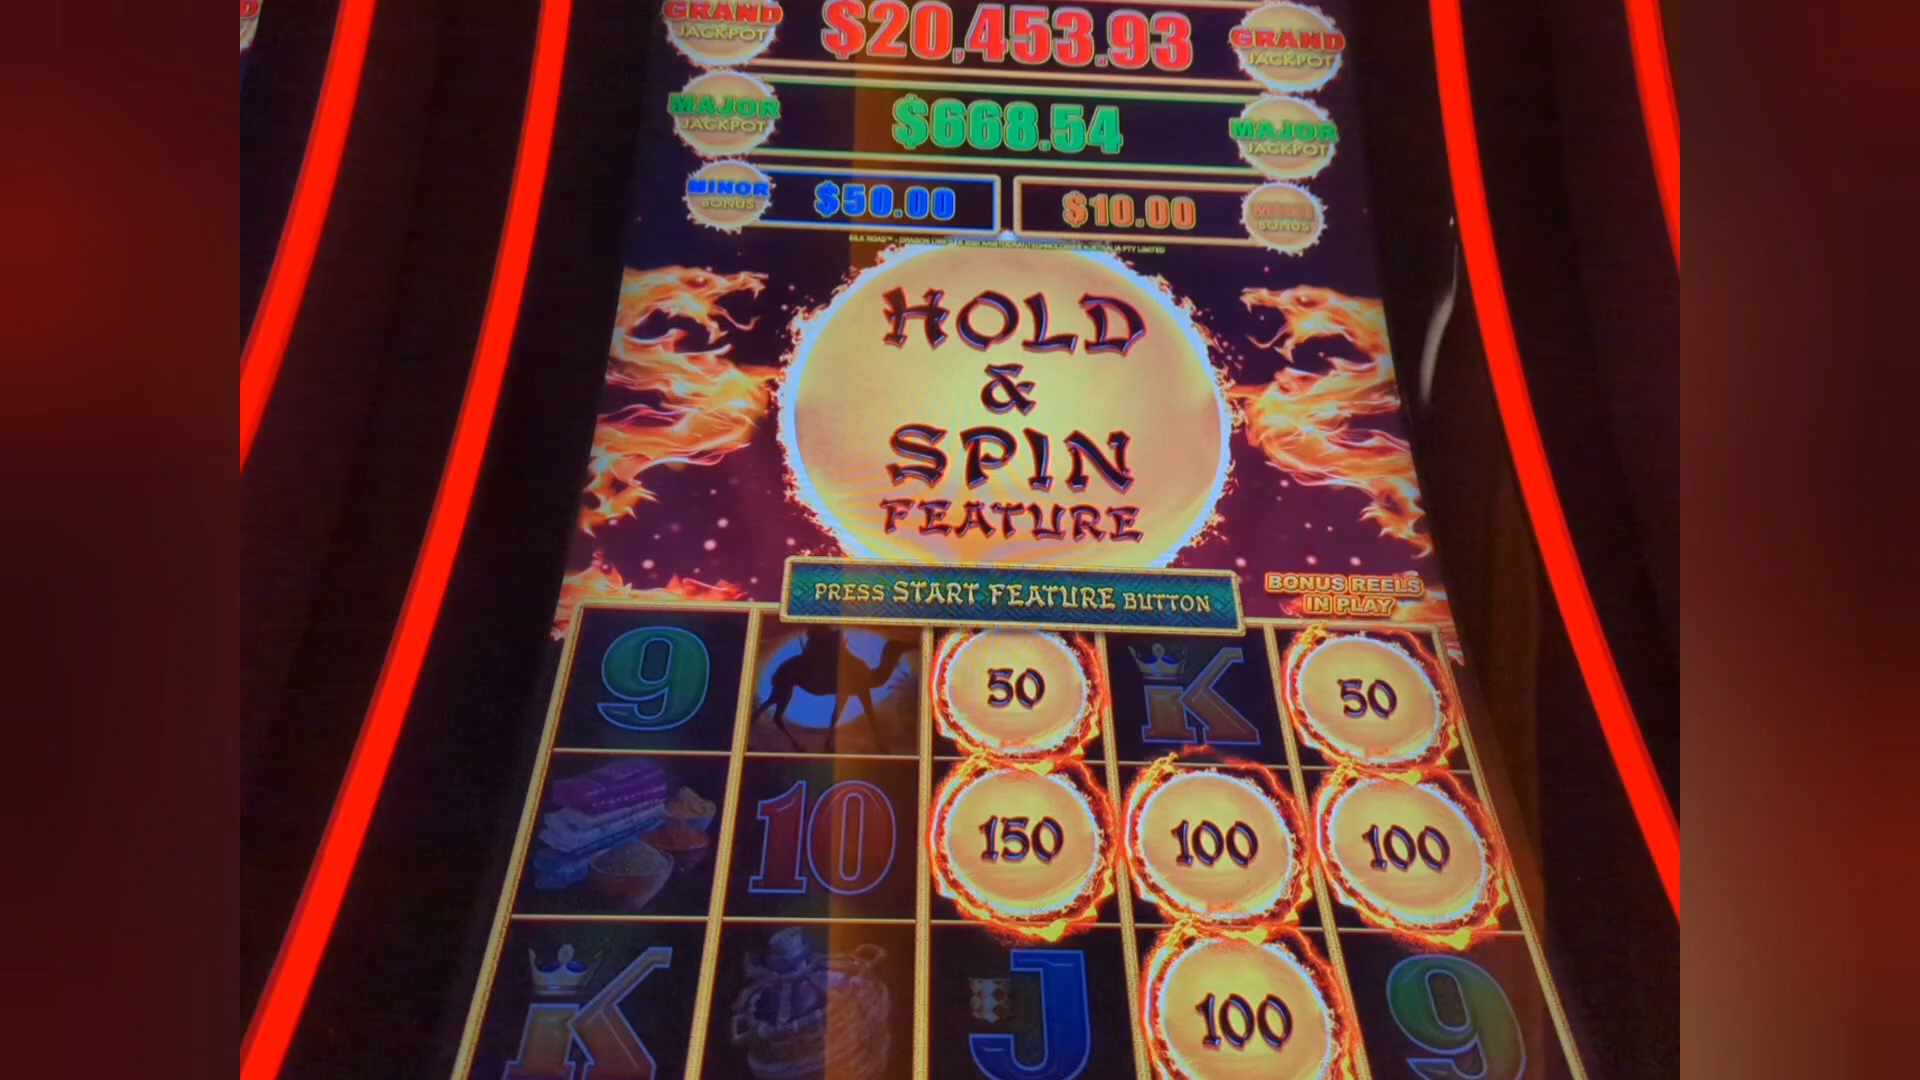 GRAND
JACKPOT
$20,453.93
GRAND
JACKPOT
MAJOR
JACKPOT
$668.54
MAJOR
JACKPOT
MINOR
BONUS
$50.00
$10.00
MINI
BONUS
HOLD
&
SPIN
FEATURE
PRESS START FEATURE BUTTON
BONUS REELS
IN PLAY
9
50
K
50
10
150
100
100
K
J
100
9